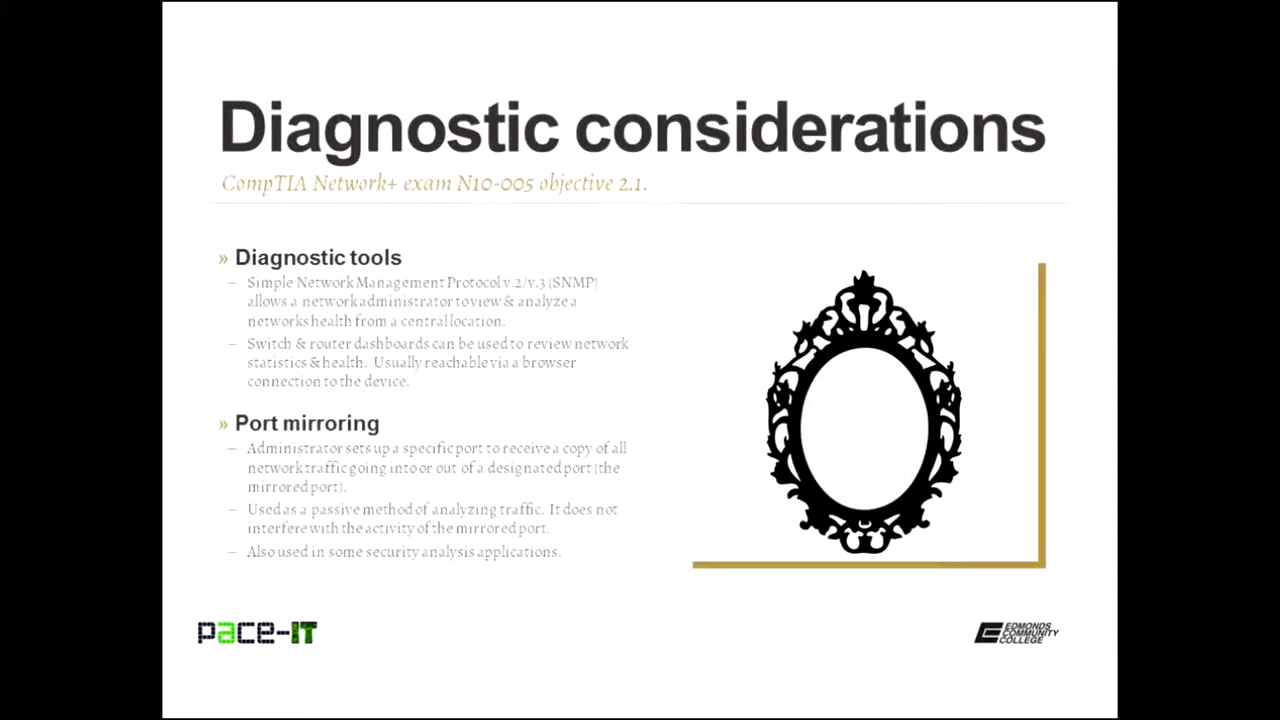 Diagnostic considerations
CompTIA Network+ exam N10-005 objective 2.1.
» Diagnostic tools
– Simple Network Management Protocol v.2/v.3 (SNMP)
allows a network administrator to view & analyze a
networks health from a central location.
– Switch & router dashboards can be used to review network
statistics & health. Usually reachable via a browser
connection to the device.
» Port mirroring
– Administrator sets up a specific port to receive a copy of all
network traffic going into or out of a designated port (the
mirrored port).
– Used as a passive method of analyzing traffic. It does not
interfere with the activity of the mirrored port.
– Also used in some security analysis applications.
pace-IT
EDMONDS
COMMUNITY
COLLEGE